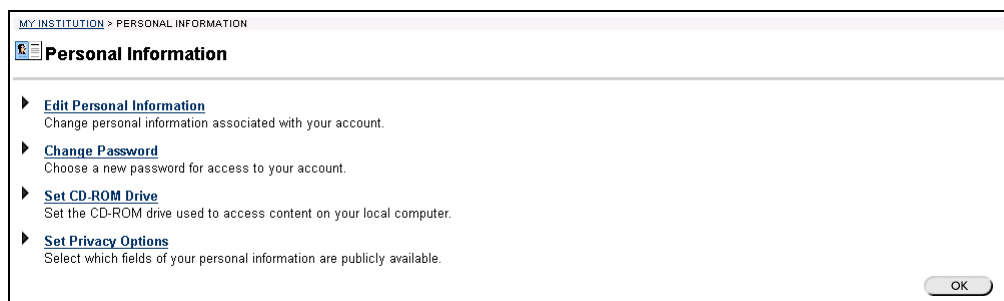 MY INSTITUTION > PERSONAL INFORMATION
Personal Information
Edit Personal Information
Change personal information associated with your account.
Change Password
Choose a new password for access to your account.
Set CD-ROM Drive
Set the CD-ROM drive used to access content on your local computer.
Set Privacy Options
Select which fields of your personal information are publicly available.
OK